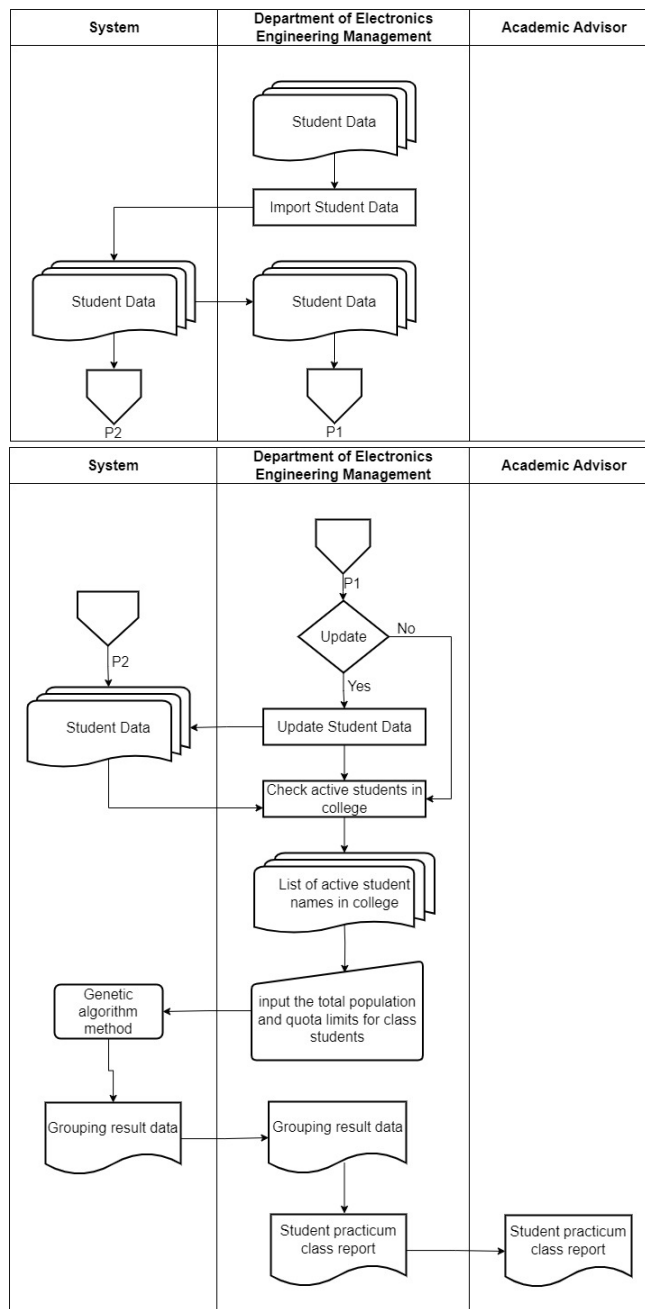 System
Department of Electronics
Engineering Management
Academic Advisor
Student Data
Import Student Data
Student Data
Student Data
P2
P1
System
Department of Electronics
Engineering Management
Academic Advisor
P1
Update
No
P2
Yes
Student Data
Update Student Data
Check active students in
college
List of active student
names in college
Genetic
algorithm
method
input the total population
and quota limits for class
students
Grouping result data
Grouping result data
Student practicum
class report
Student practicum
class report